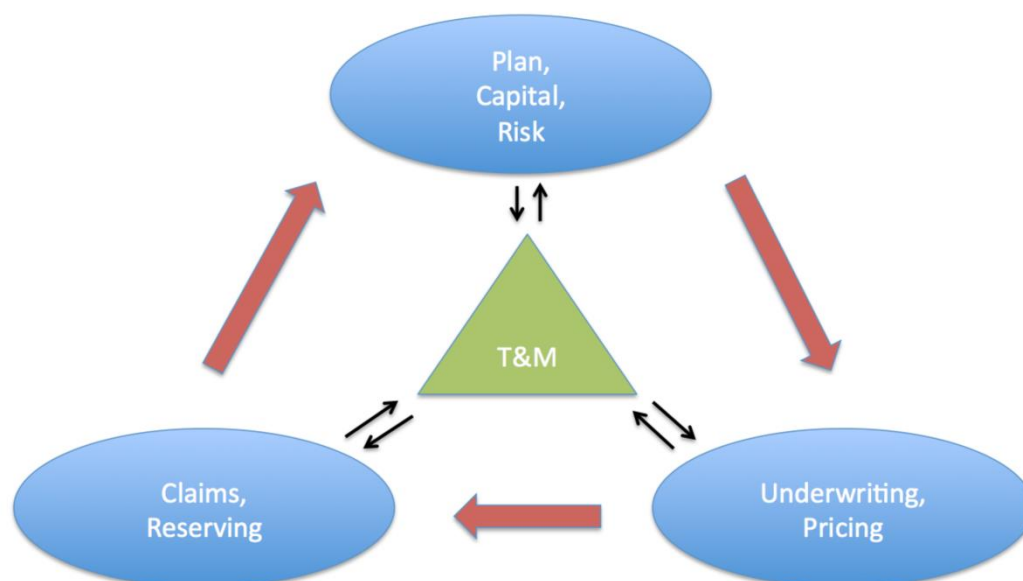 Plan,
Capital,
Risk
T&M
Claims,
Reserving
Underwriting,
Pricing